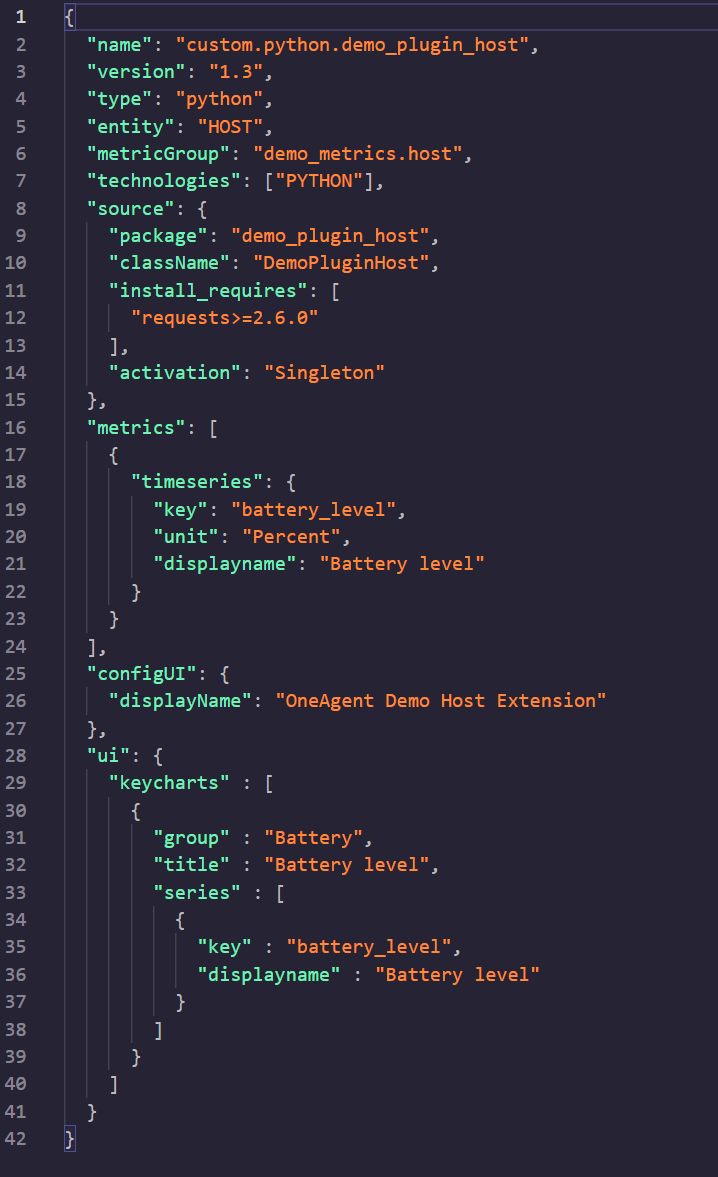 1 {
2   "name": "custom.python.demo_plugin_host",
3   "version": "1.3",
4   "type": "python",
5   "entity": "HOST",
6   "metricGroup": "demo_metrics.host",
7   "technologies": ["PYTHON"],
8   "source": {
9     "package": "demo_plugin_host",
10     "className": "DemoPluginHost",
11     "install_requires": [
12       "requests>=2.6.0"
13     ],
14     "activation": "Singleton"
15   },
16   "metrics": [
17     {
18       "timeseries": {
19         "key": "battery_level",
20         "unit": "Percent",
21         "displayname": "Battery level"
22       }
23     }
24   ],
25   "configUI": {
26     "displayName": "OneAgent Demo Host Extension"
27   },
28   "ui": {
29     "keycharts" : [
30       {
31         "group" : "Battery",
32         "title" : "Battery level",
33         "series" : [
34           {
35             "key" : "battery_level",
36             "displayname" : "Battery level"
37           }
38         ]
39       }
40     ]
41   }
42 }